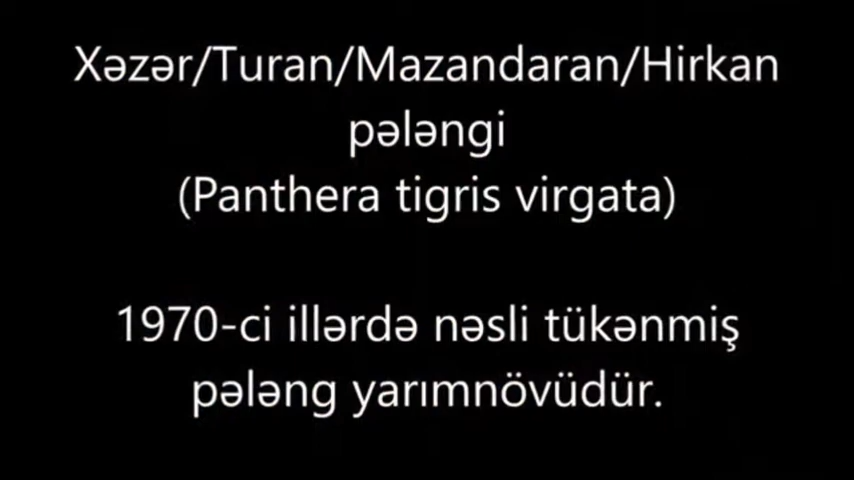 Xəzər/Turan/Mazandaran/Hirkan
pələngi
(Panthera tigris virgata)
1970-ci illərdə nəsli tükənmiş
pələng yarımnövüdür.